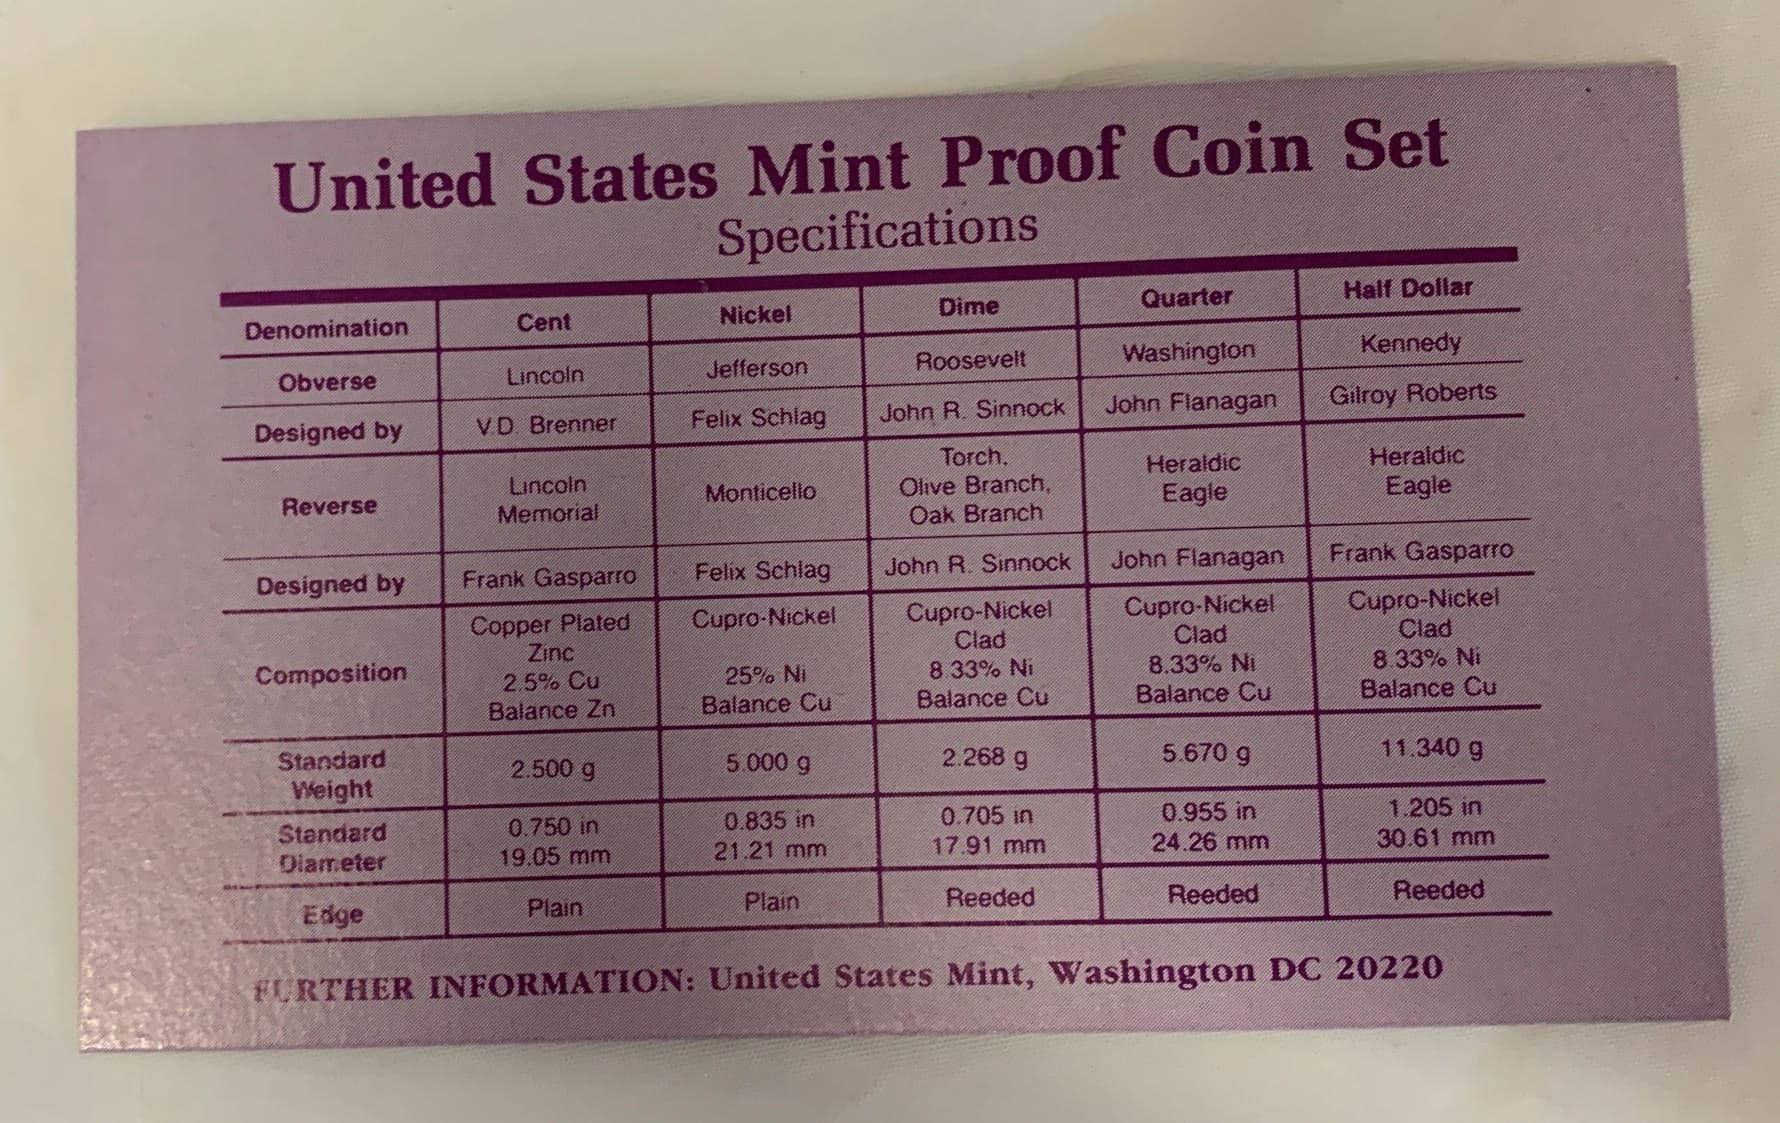 United States Mint Proof Coin Set
Specifications
Denomination Cent Nickel Dime Quarter Half Dollar
Obverse Lincoln Jefferson Roosevelt Washington Kennedy
Designed by V.D. Brenner Felix Schlag John R. Sinnock John Flanagan Gilroy Roberts
Reverse Lincoln Memorial Monticello Torch, Olive Branch, Oak Branch Heraldic Eagle Heraldic Eagle
Designed by Frank Gasparro Felix Schlag John R. Sinnock John Flanagan Frank Gasparro
Composition Copper Plated Zinc 2.5% Cu Balance Zn Cupro-Nickel 25% Ni Balance Cu Cupro-Nickel Clad 8.33% Ni Balance Cu Cupro-Nickel Clad 8.33% Ni Balance Cu Cupro-Nickel Clad 8.33% Ni Balance Cu
Standard Weight 2.500 g 5.000 g 2.268 g 5.670 g 11.340 g
Standard Diameter 0.750 in 19.05 mm 0.835 in 21.21 mm 0.705 in 17.91 mm 0.955 in 24.26 mm 1.205 in 30.61 mm
Edge Plain Plain Reeded Reeded Reeded
FURTHER INFORMATION: United States Mint, Washington DC 20220